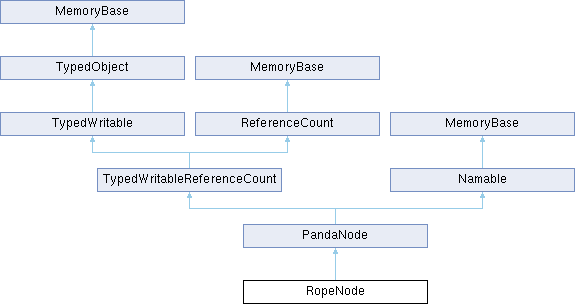 MemoryBase
TypedObject
MemoryBase
TypedWritable
ReferenceCount
MemoryBase
TypedWritableReferenceCount
Namable
PandaNode
RopeNode